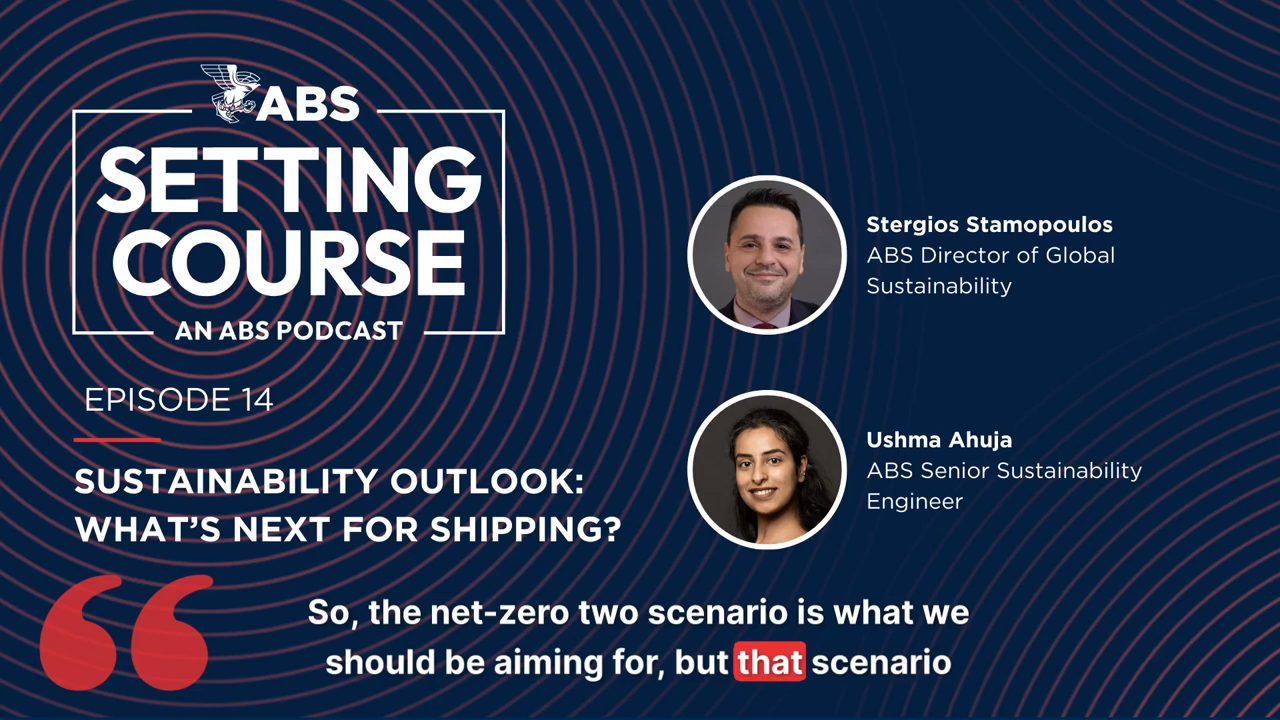 ABS
SETTING
COURSE
AN ABS PODCAST
EPISODE 14
SUSTAINABILITY OUTLOOK:
WHAT'S NEXT FOR SHIPPING?
Stergios Stamopoulos
ABS Director of Global
Sustainability
Ushma Ahuja
ABS Senior Sustainability
Engineer
So, the net-zero two scenario is what we
should be aiming for, but that scenario